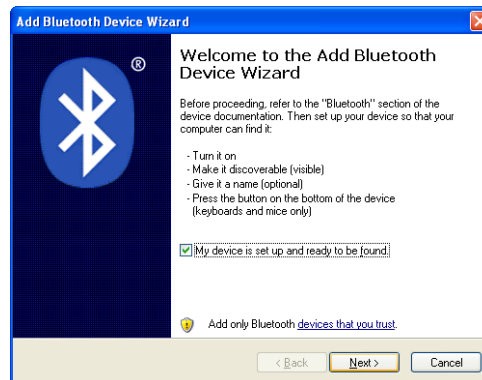 Add Bluetooth Device Wizard
®
Welcome to the Add Bluetooth
Device Wizard
Before proceeding, refer to the "Bluetooth" section of the
device documentation. Then set up your device so that your
computer can find it:
- Turn it on
- Make it discoverable (visible)
- Give it a name (optional)
- Press the button on the bottom of the device
(keyboards and mice only)
My device is set up and ready to be found.
Add only Bluetooth devices that you trust.
< Back Next > Cancel